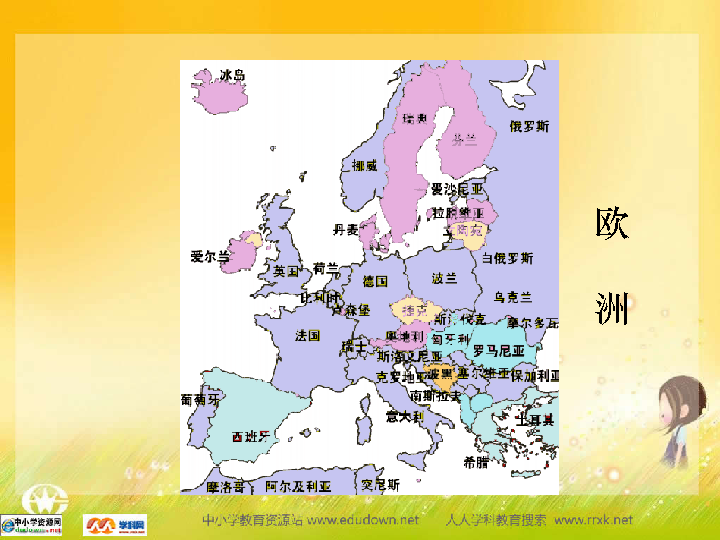 冰岛
瑞典
芬兰
俄罗斯
挪威
爱沙尼亚
拉脱维亚
丹麦
立陶宛
爱尔兰
英国
荷兰
德国
波兰
白俄罗斯
比利时
卢森堡
捷克
乌克兰
斯洛伐克
摩尔多瓦
法国
瑞士
奥地利
匈牙利
罗马尼亚
斯洛文尼亚
克罗地亚
波黑
塞尔维亚
保加利亚
南斯拉夫
葡萄牙
西班牙
意大利
土耳其
希腊
摩洛哥
阿尔及利亚
突尼斯
欧
洲
中小学资源网
学科网
中小学教育资源站 www.edudown.net
人人学科教育搜索 www.rrxk.net